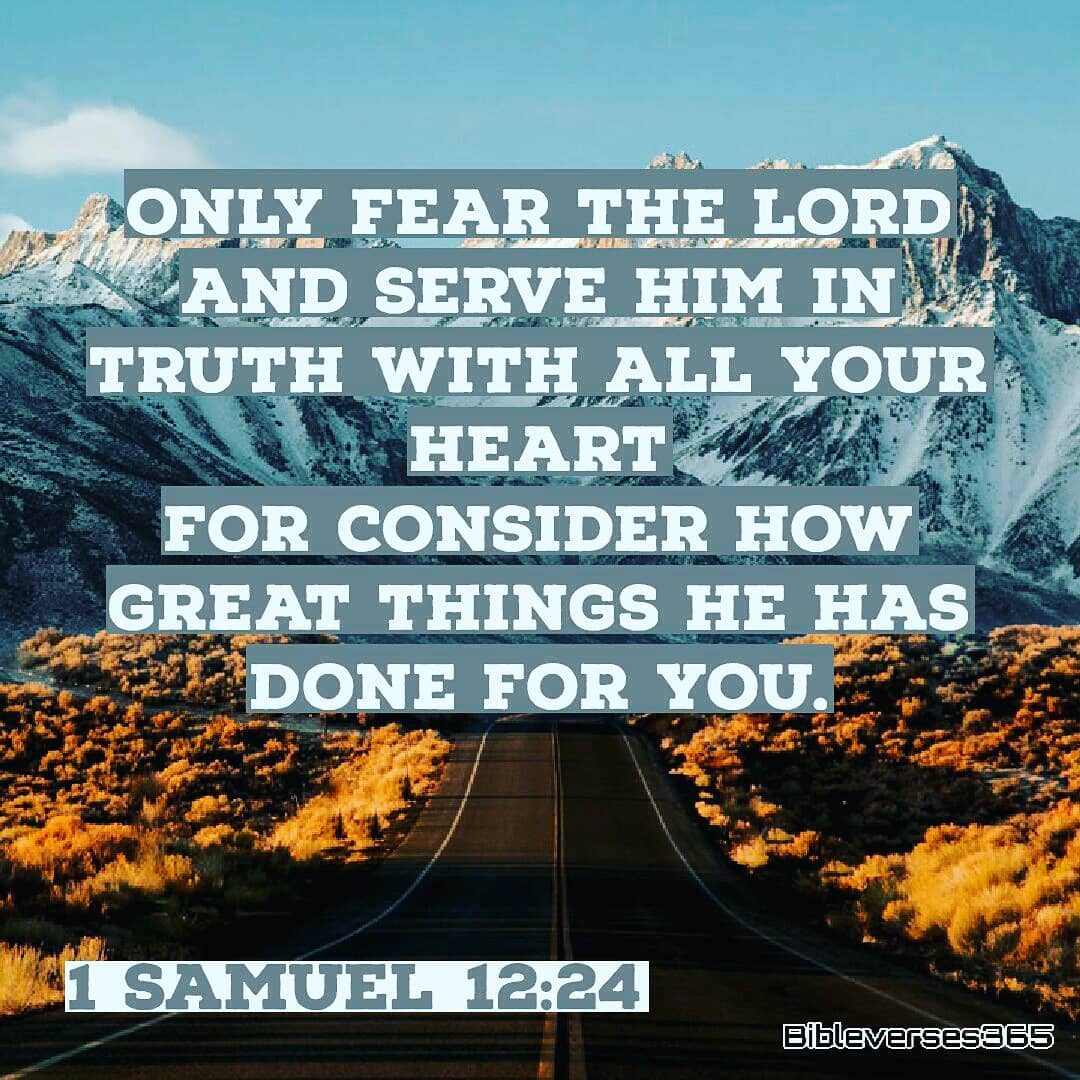 ONLY FEAR THE LORD
AND SERVE HIM IN
TRUTH WITH ALL YOUR
HEART
FOR CONSIDER HOW
GREAT THINGS HE HAS
DONE FOR YOU.
1 SAMUEL 12:24
Bibleverses365